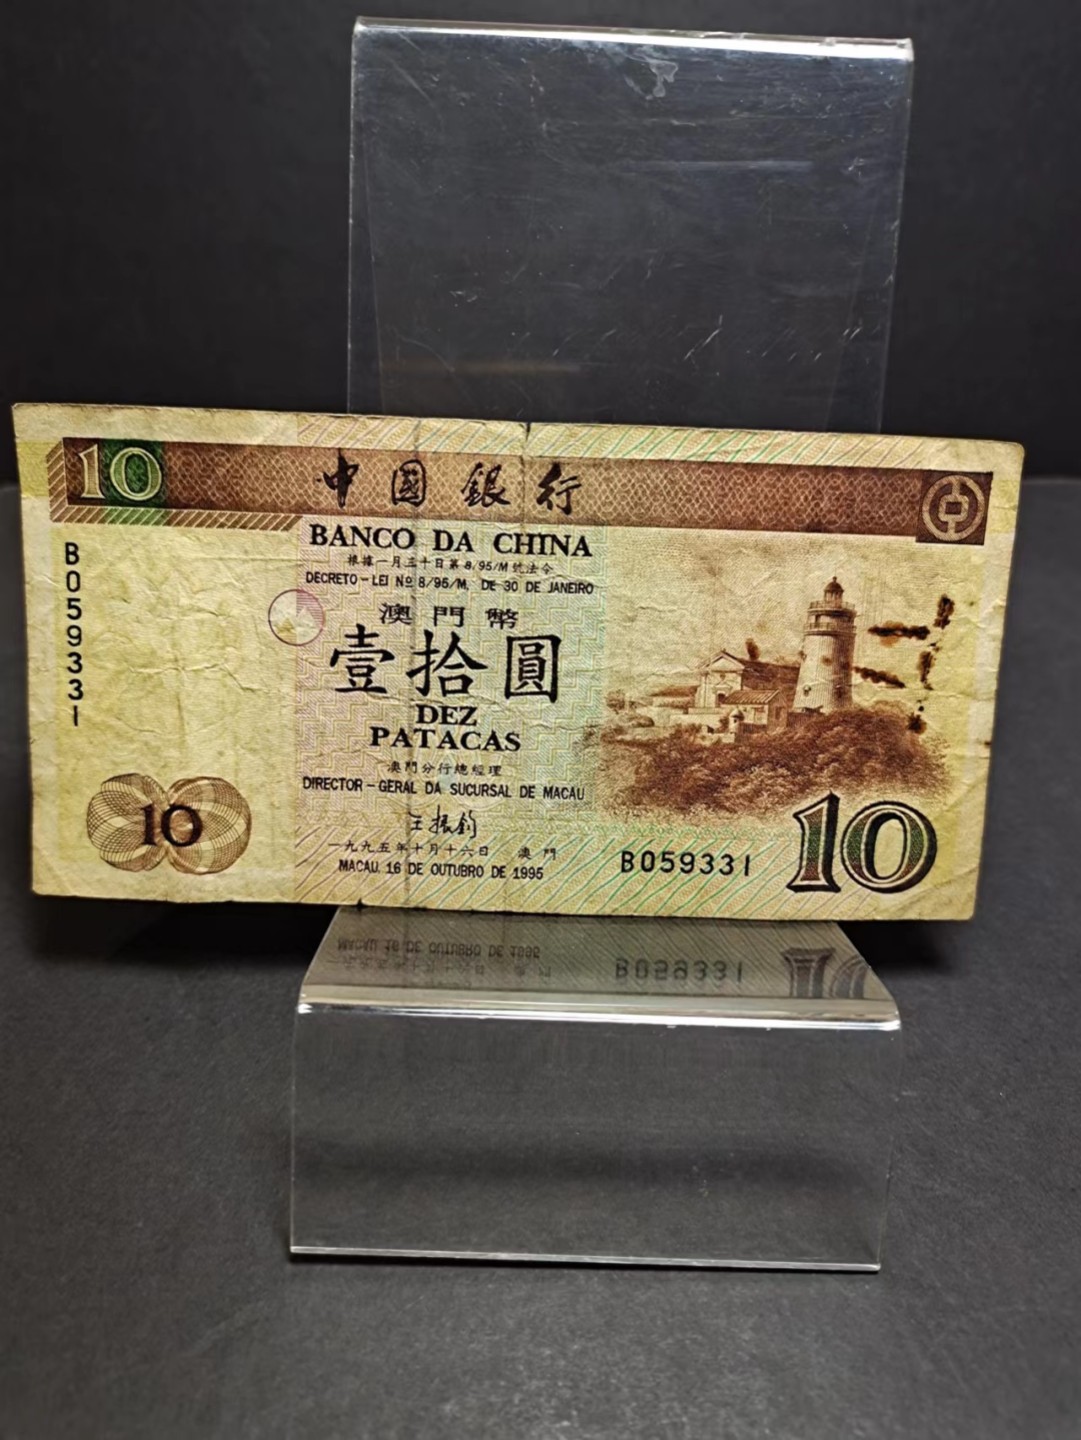 10
中國銀行
BANCO DA CHINA
根據一月三十日第8/95/M號法令
DECRETO-LEI Nº 8/95/M, DE 30 DE JANEIRO
B059331
澳門幣
壹拾圓
DEZ
PATACAS
澳門分行總經理
DIRECTOR-GERAL DA SUCURSAL DE MACAU
王振鈞
10
一九九五年十月十六日 澳門
MACAU, 16 DE OUTUBRO DE 1995
B059331
10